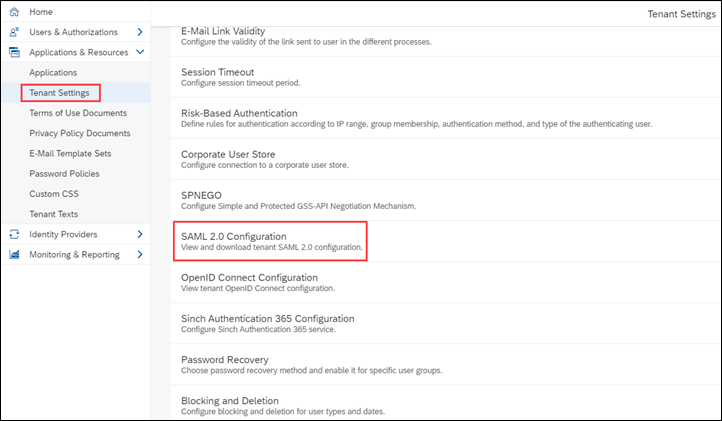 Home
Users & Authorizations
Applications & Resources
Applications
Tenant Settings
Terms of Use Documents
Privacy Policy Documents
E-Mail Template Sets
Password Policies
Custom CSS
Tenant Texts
Identity Providers
Monitoring & Reporting
Tenant Settings
E-Mail Link Validity
Configure the validity of the link sent to user in the different processes.
Session Timeout
Configure session timeout period.
Risk-Based Authentication
Define rules for authentication according to IP range, group membership, authentication method, and type of the authenticating user.
Corporate User Store
Configure connection to a corporate user store.
SPNEGO
Configure Simple and Protected GSS-API Negotiation Mechanism.
SAML 2.0 Configuration
View and download tenant SAML 2.0 configuration.
OpenID Connect Configuration
View tenant OpenID Connect configuration.
Sinch Authentication 365 Configuration
Configure Sinch Authentication 365 service.
Password Recovery
Choose password recovery method and enable it for specific user groups.
Blocking and Deletion
Configure blocking and deletion for user types and dates.